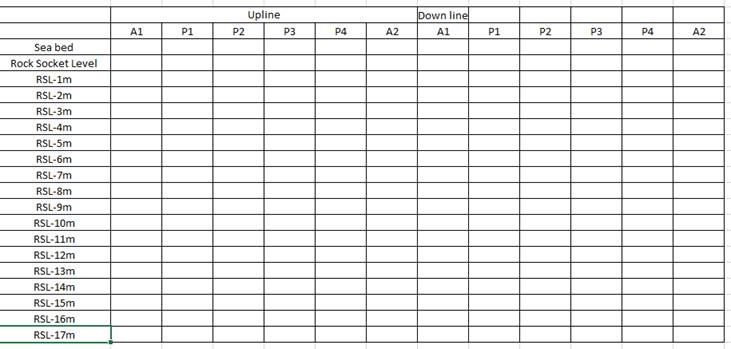 Upline Down line
A1 P1 P2 P3 P4 A2 A1 P1 P2 P3 P4 A2
Sea bed
Rock Socket Level
RSL-1m
RSL-2m
RSL-3m
RSL-4m
RSL-5m
RSL-6m
RSL-7m
RSL-8m
RSL-9m
RSL-10m
RSL-11m
RSL-12m
RSL-13m
RSL-14m
RSL-15m
RSL-16m
RSL-17m